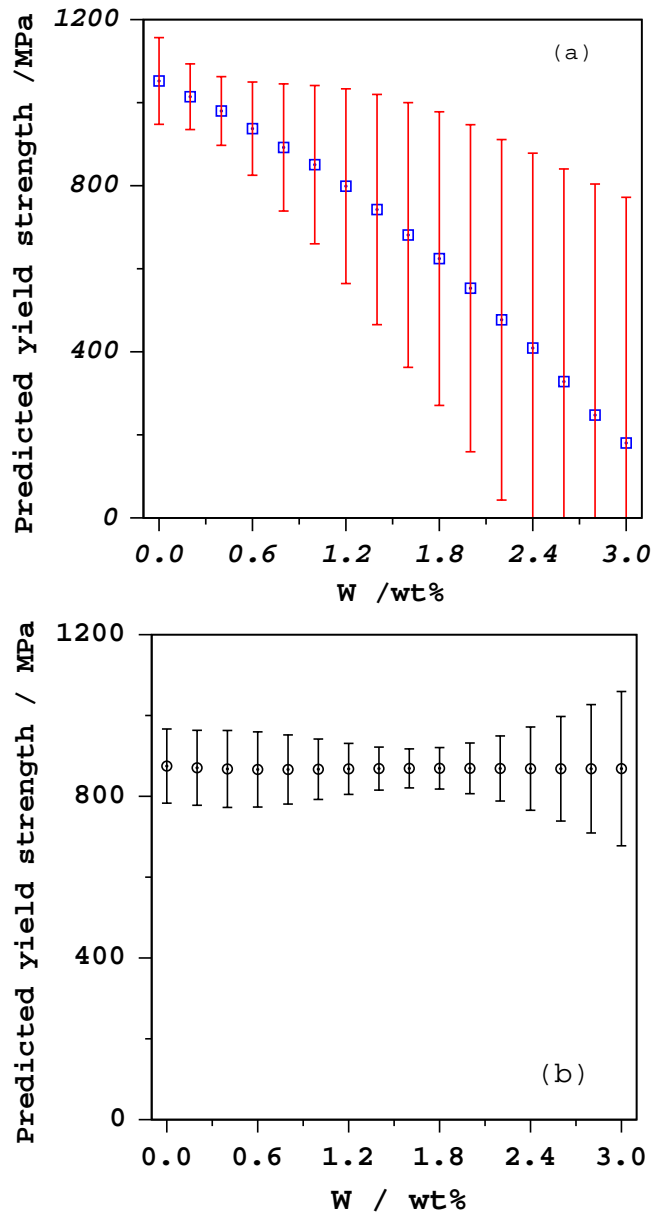 Predicted yield strength /MPa
1200
800
400
0
(a)
0.0 0.6 1.2 1.8 2.4 3.0
W /wt%
Predicted yield strength / MPa
1200
800
400
0
(b)
0.0 0.6 1.2 1.8 2.4 3.0
W / wt%